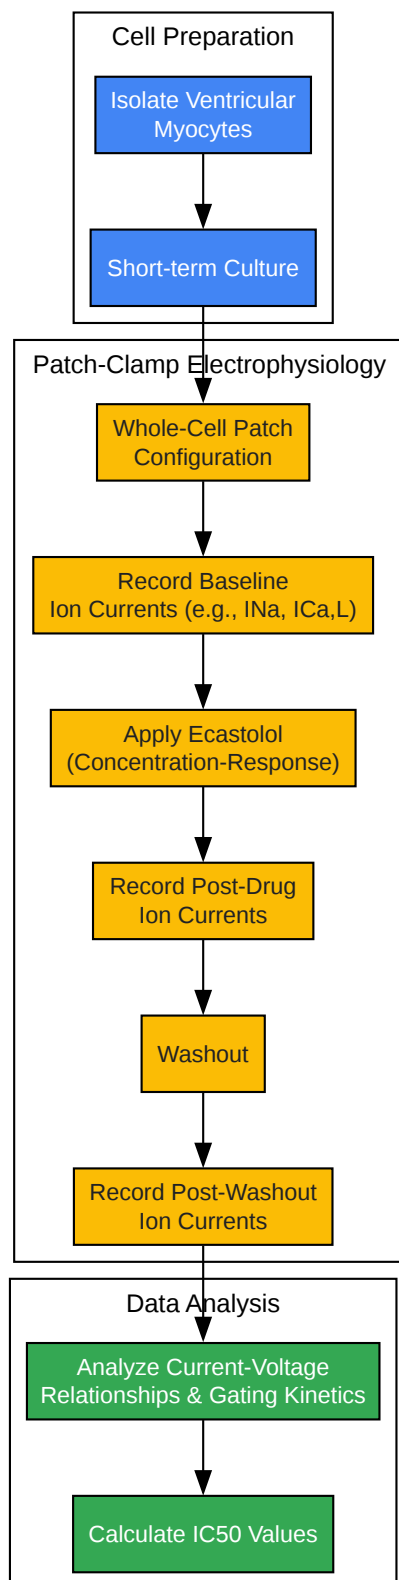 Cell Preparation
Isolate Ventricular
Myocytes
Short-term Culture
Patch-Clamp Electrophysiology
Whole-Cell Patch
Configuration
Record Baseline
Ion Currents (e.g., INa, ICa,L)
Apply Ecastolol
(Concentration-Response)
Record Post-Drug
Ion Currents
Washout
Record Post-Washout
Ion Currents
Data Analysis
Analyze Current-Voltage
Relationships & Gating Kinetics
Calculate IC50 Values